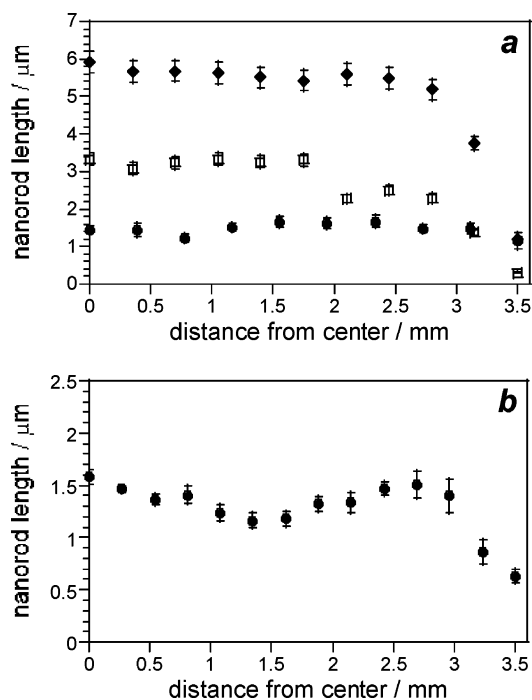 a
nanorod length / μm
7
6
5
4
3
2
1
0
0 0.5 1 1.5 2 2.5 3 3.5
distance from center / mm
b
nanorod length / μm
2.5
2
1.5
1
0.5
0
0 0.5 1 1.5 2 2.5 3 3.5
distance from center / mm